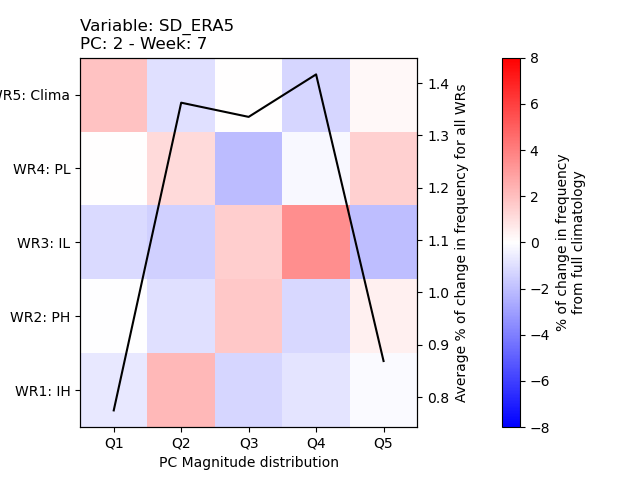 Variable: SD_ERA5
PC: 2 - Week: 7
WR5: Clima
WR4: PL
WR3: IL
WR2: PH
WR1: IH
Q1 Q2 Q3 Q4 Q5
PC Magnitude distribution
1.4
1.3
1.2
1.1
1.0
0.9
0.8
Average % of change in frequency for all WRs
8
6
4
2
0
−2
−4
−6
−8
% of change in frequency
from full climatology